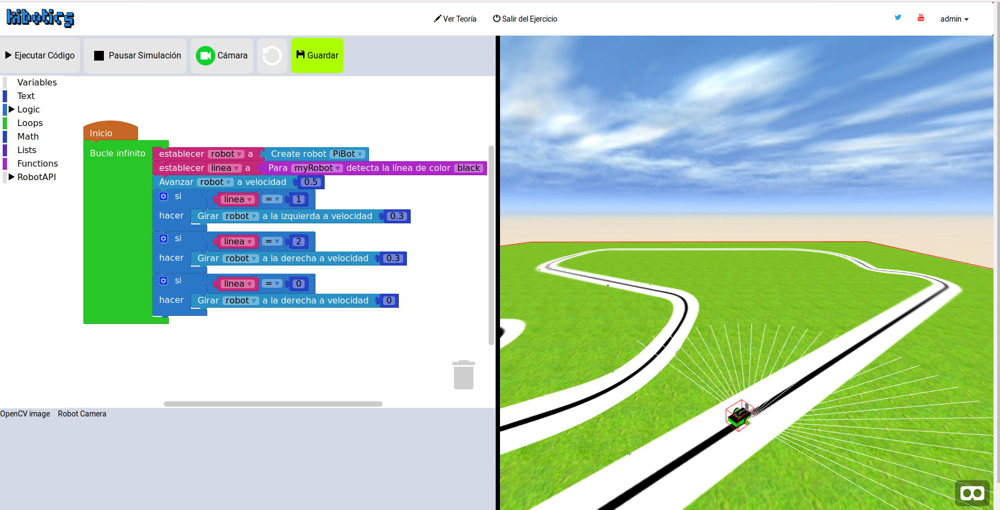 kibotics
Ver Teoría
Salir del Ejercicio
You Tube
admin
Ejecutar Código
Pausar Simulación
Cámara
Guardar
Variables
Text
Logic
Loops
Math
Lists
Functions
RobotAPI
Inicio
Bucle infinito
establecer robot a Create robot PiBot
establecer linea a Para myRobot detecta la línea de color black
Avanzar robot a velocidad 0.5
si linea = 1
hacer Girar robot a la izquierda a velocidad 0.3
si linea = 2
hacer Girar robot a la derecha a velocidad 0.3
si linea = 0
hacer Girar robot a la derecha a velocidad 0
OpenCV image Robot Camera